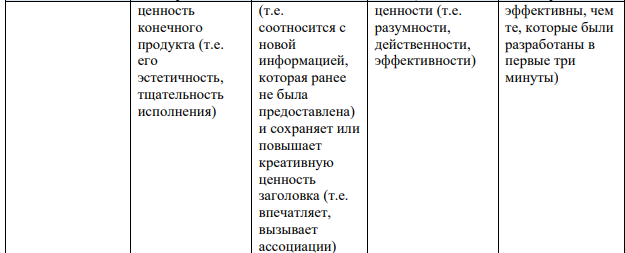 ценность
конечного
продукта (т.е.
его
эстетичность,
тщательность
исполнения)
(т.е.
соотносится с
новой
информацией,
которая ранее
не была
предоставлена)
и сохраняет или
повышает
креативную
ценность
заголовка (т.е.
впечатляет,
вызывает
ассоциации)
ценности (т.е.
разумности,
действенности,
эффективности)
эффективны, чем
те, которые были
разработаны в
первые три
минуты)